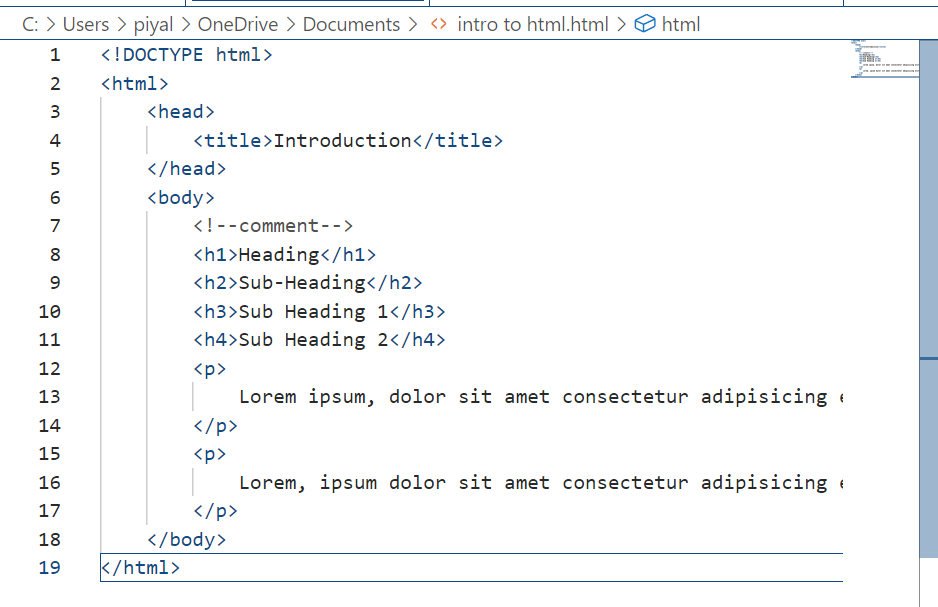 C: > Users > piyal > OneDrive > Documents > <> intro to html.html > html
1 <!DOCTYPE html>
2 <html>
3 <head>
4 <title>Introduction</title>
5 </head>
6 <body>
7 <!--comment-->
8 <h1>Heading</h1>
9 <h2>Sub-Heading</h2>
10 <h3>Sub Heading 1</h3>
11 <h4>Sub Heading 2</h4>
12 <p>
13 Lorem ipsum, dolor sit amet consectetur adipisicing
14 </p>
15 <p>
16 Lorem, ipsum dolor sit amet consectetur adipisicing
17 </p>
18 </body>
19 </html>